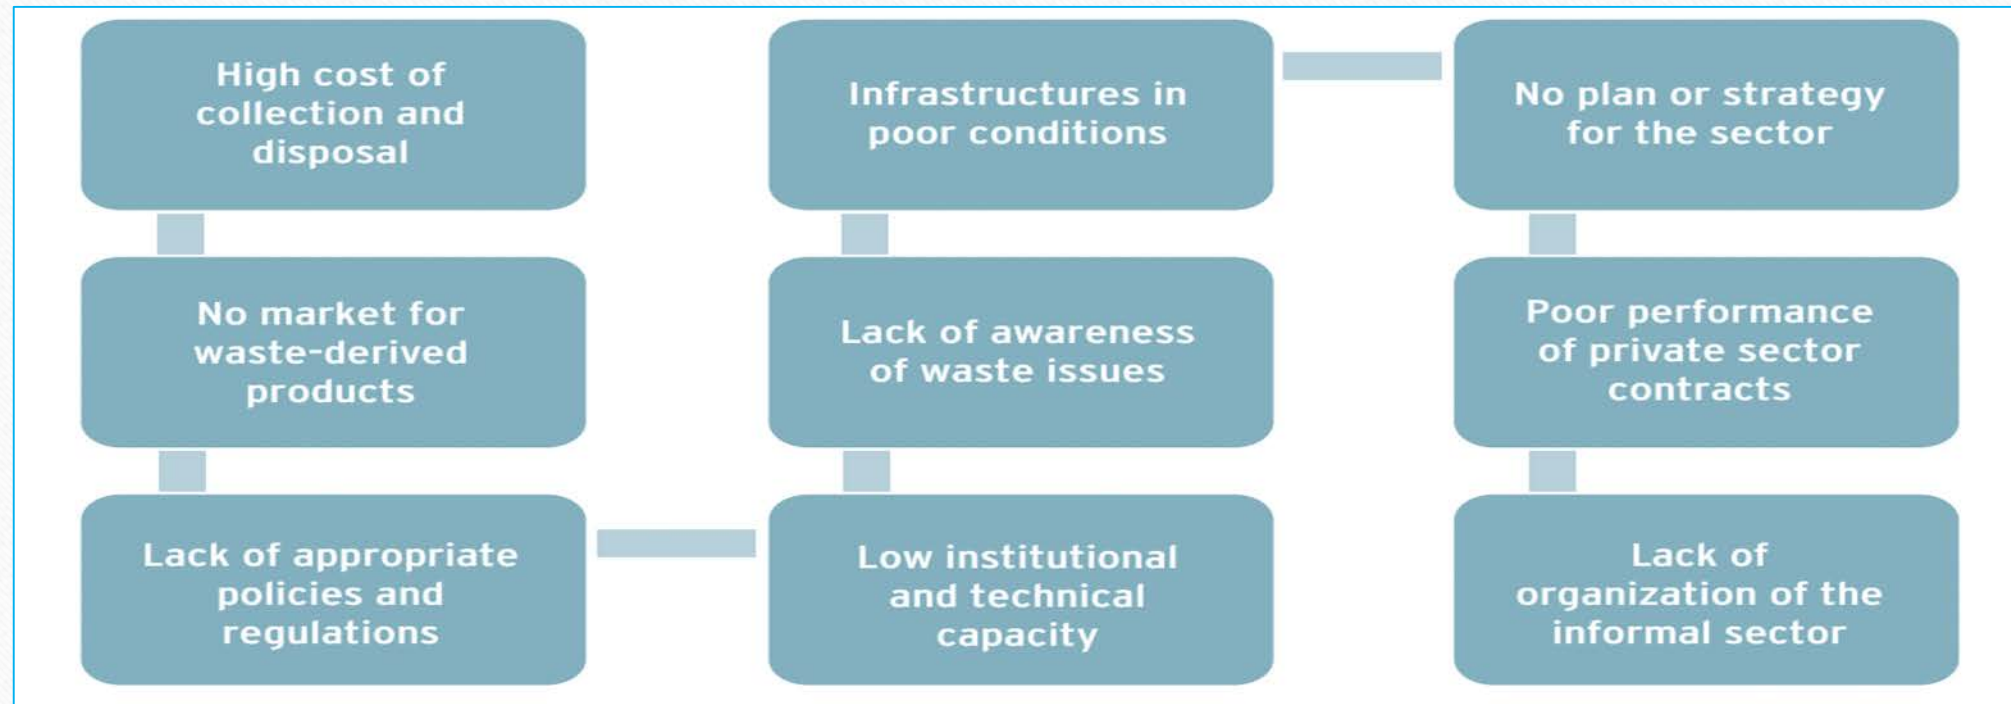 High cost of
collection and
disposal
No market for
waste-derived
products
Lack of appropriate
policies and
regulations
Low institutional
and technical
capacity
Lack of awareness
of waste issues
Infrastructures in
poor conditions
No plan or strategy
for the sector
Poor performance
of private sector
contracts
Lack of
organization of the
informal sector